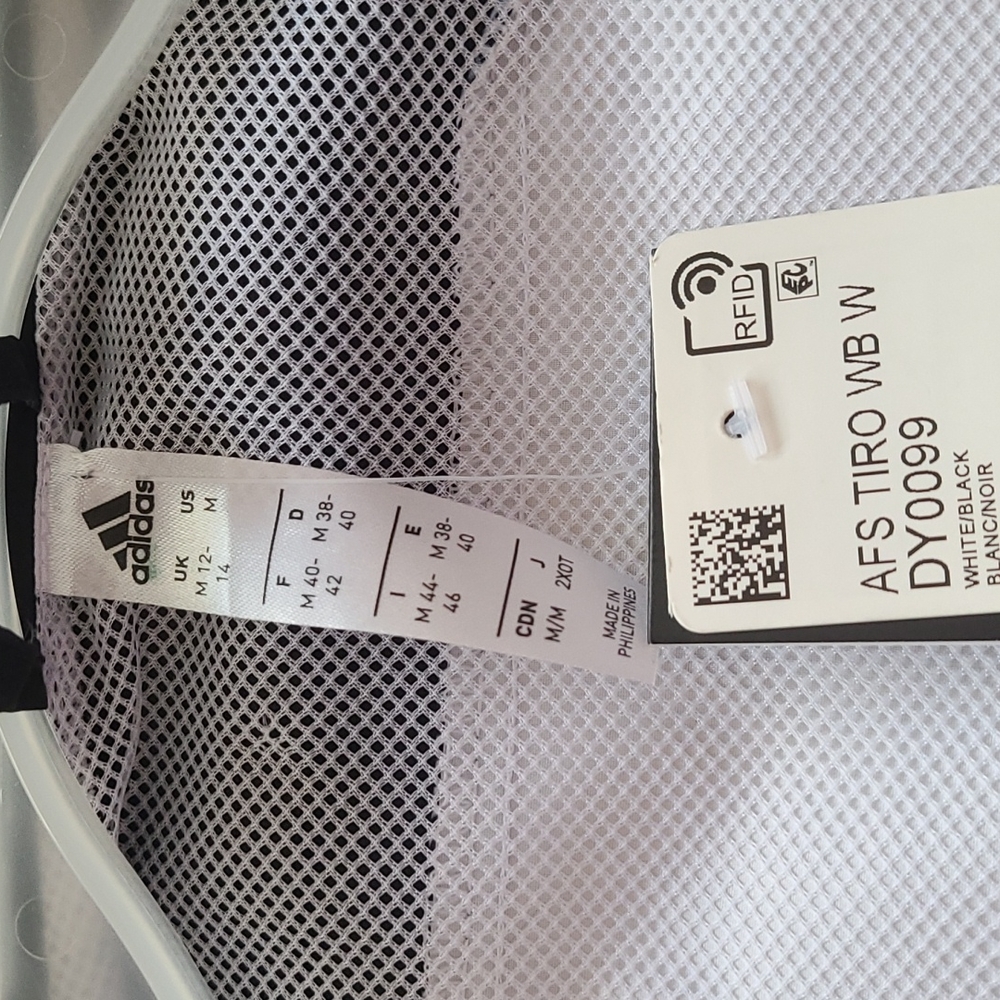 adidas
UK US
M 12-14 M
F D
M 40-42 M 38-40
I E
M 44-46 M 38-40
CDN J
M/M 2XOT
MADE IN
PHILIPPINES
RFID
AFS TIRO WB W
DY0099
WHITE/BLACK
BLANC/NOIR